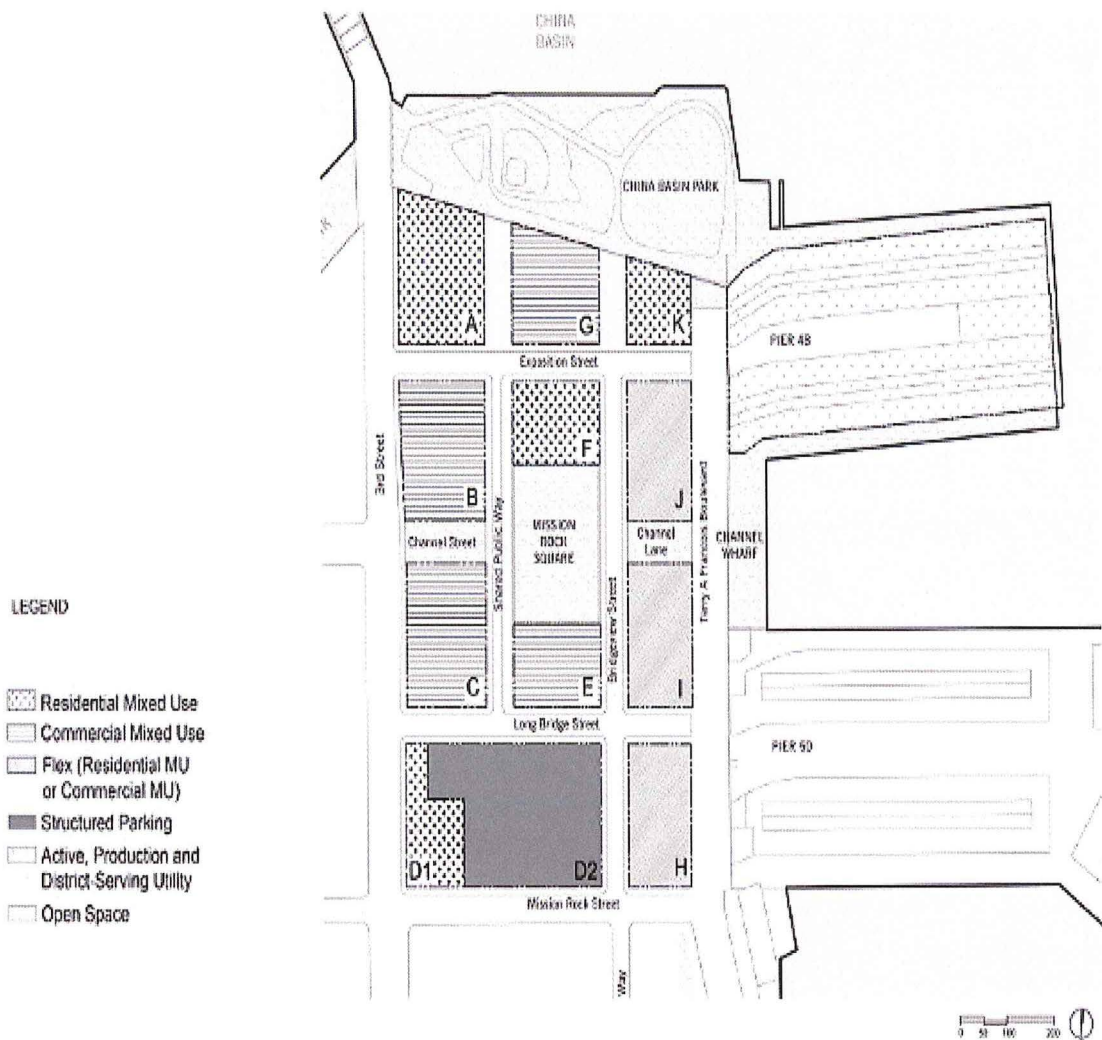 CHINA
BASIN
CHINA BASIN PARK
A
G
K
PIER 48
Exposition Street
3rd Street
B
F
J
Shared Public Way
MISSION
ROCK
SQUARE
Channel Street
Channel
Lane
Terry A Francois Boulevard
CHANNEL
WHARF
Bridgeview Street
C
E
I
Long Bridge Street
PIER 50
D1
D2
H
Mission Rock Street
Way
LEGEND
Residential Mixed Use
Commercial Mixed Use
Flex (Residential MU
or Commercial MU)
Structured Parking
Active, Production and
District-Serving Utility
Open Space
0 50 100 200